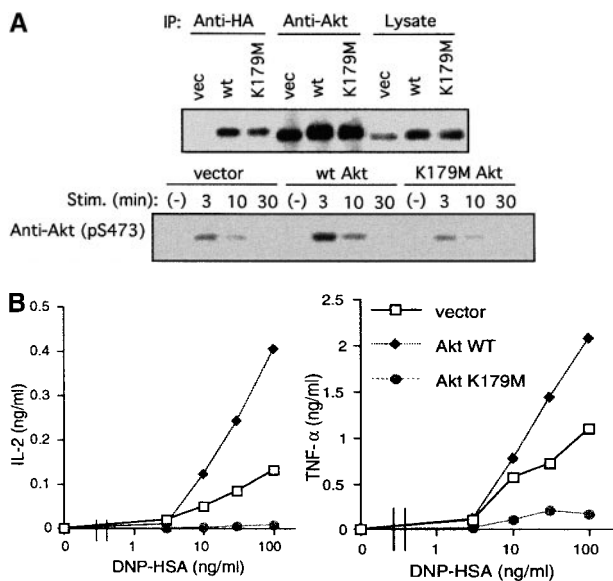 A
IP: Anti-HA Anti-Akt Lysate
vec wt K179M vec wt K179M vec wt K179M
vector wt Akt K179M Akt
Stim. (min): (-) 3 10 30 (-) 3 10 30 (-) 3 10 30
Anti-Akt (pS473)
B
0.5
0.4
0.3
0.2
0.1
0
IL-2 (ng/ml)
0 1 10 100
DNP-HSA (ng/ml)
2.5
2
1.5
1
0.5
0
TNF-α (ng/ml)
0 1 10 100
DNP-HSA (ng/ml)
vector
Akt WT
Akt K179M